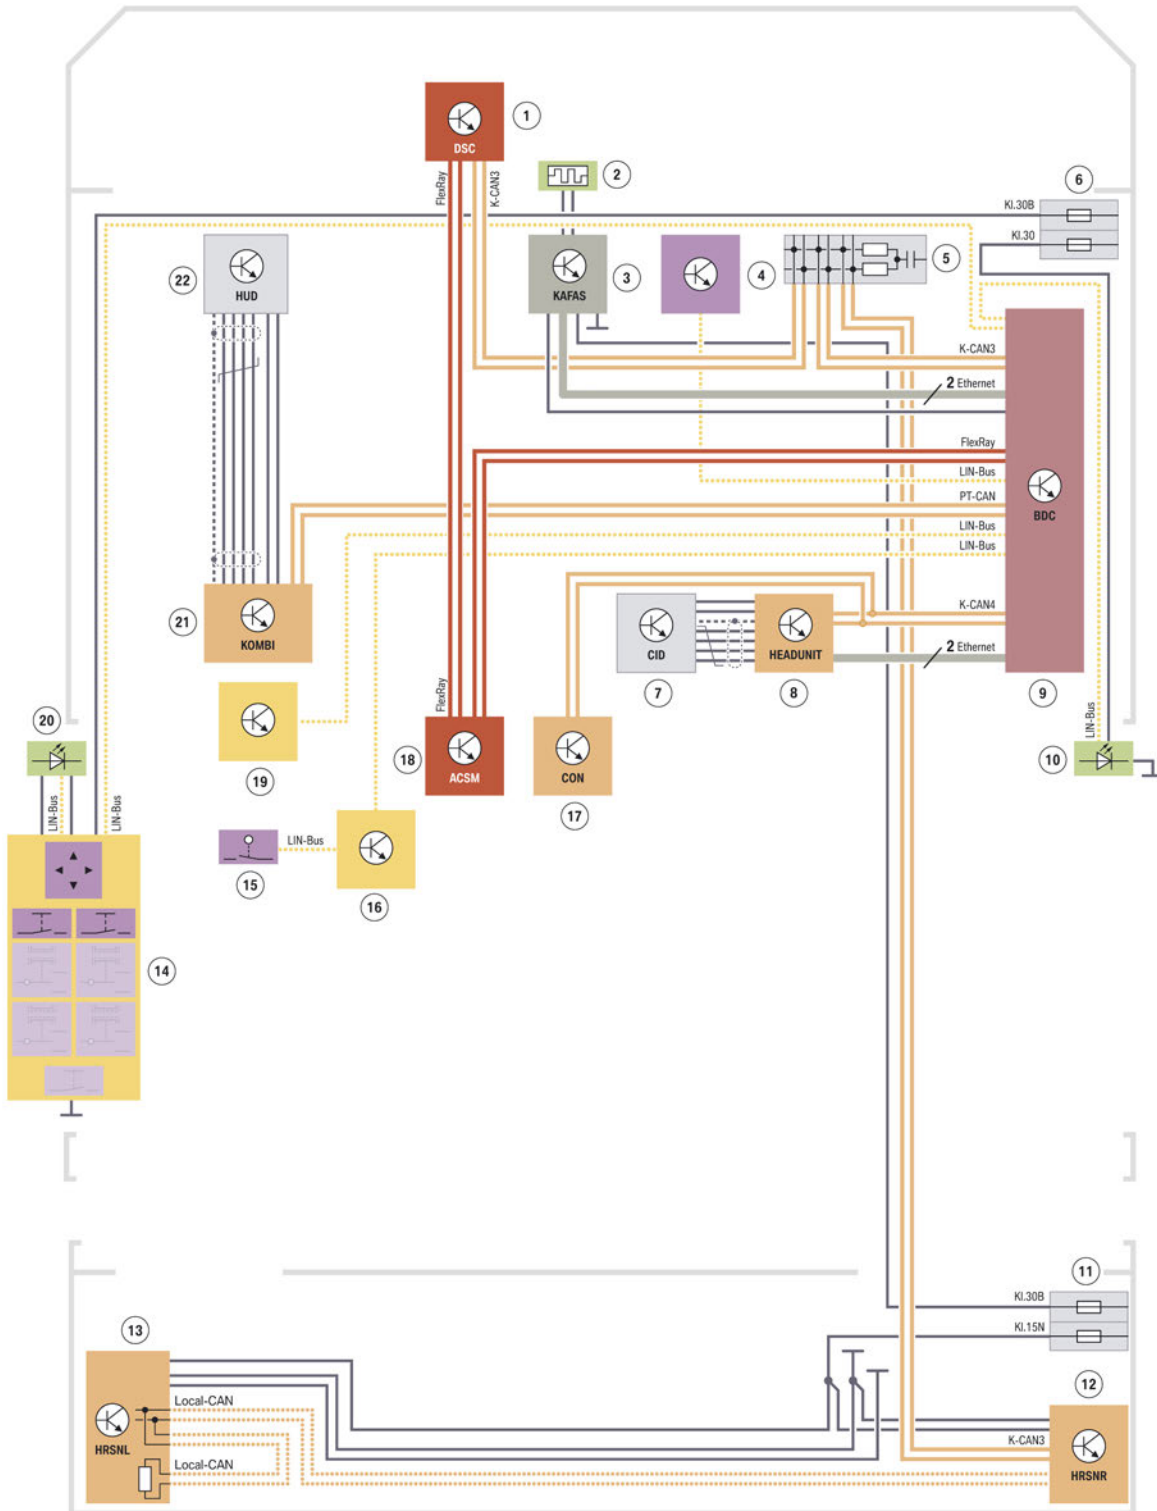 1
DSC
FlexRay
K-CAN3
2
6
Kl.30B
Kl.30
22
HUD
3
KAFAS
4
5
K-CAN3
2 Ethernet
FlexRay
LIN-Bus
PT-CAN
BDC
LIN-Bus
LIN-Bus
21
KOMBI
K-CAN4
CID
HEADUNIT
2 Ethernet
7
8
9
FlexRay
LIN-Bus
20
19
18
ACSM
CON
10
17
LIN-Bus
LIN-Bus
LIN-Bus
15
16
14
11
Kl.30B
Kl.15N
13
12
Local-CAN
HRSNL
K-CAN3
Local-CAN
HRSNR